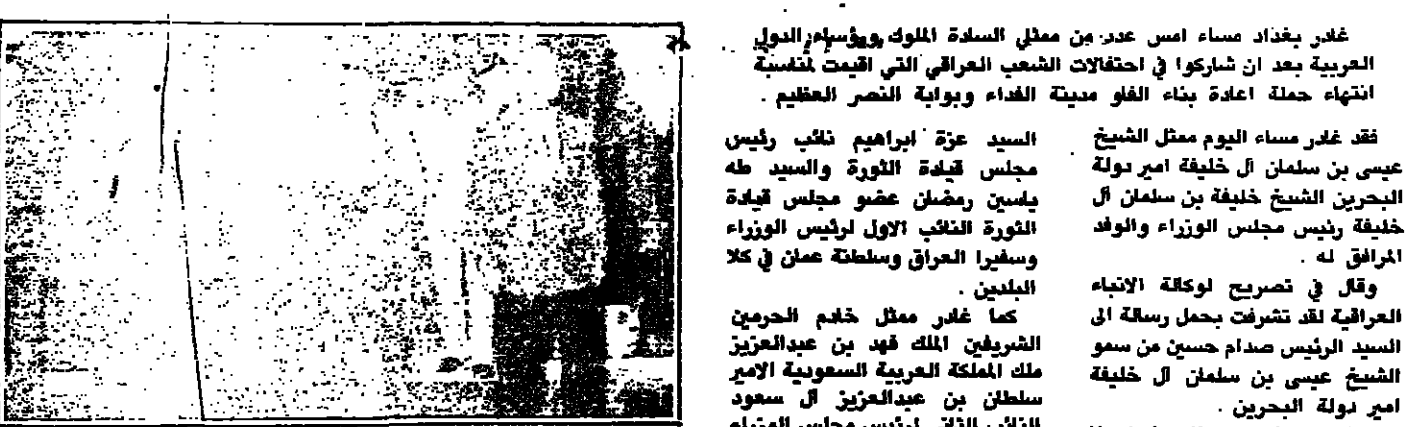 غادر بغداد مساء امس عدد من ممثلي السادة الملوك ورؤساء الدول
العربية بعد ان شاركوا في احتفالات الشعب العراقي التي اقيمت لمناسبة
انتهاء حملة اعادة بناء الفاو مدينة الفداء وبوابة النصر العظيم .
فقد غادر مساء اليوم ممثل الشيخ
عيسى بن سلمان آل خليفة امير دولة
البحرين الشيخ خليفة بن سلمان آل
خليفة رئيس مجلس الوزراء والوفد
المرافق له .
وقال في تصريح لوكالة الانباء
العراقية لقد تشرفت بحمل رسالة الى
السيد الرئيس صدام حسين من سمو
الشيخ عيسى بن سلمان آل خليفة
امير دولة البحرين .
السيد عزة ابراهيم نائب رئيس
مجلس قيادة الثورة والسيد طه
ياسين رمضان عضو مجلس قيادة
الثورة النائب الاول لرئيس الوزراء
وسفيرا العراق وسلطنة عمان في كلا
البلدين .
كما غادر ممثل خادم الحرمين
الشريفين الملك فهد بن عبدالعزيز
ملك المملكة العربية السعودية الامير
سلطان بن عبدالعزيز آل سعود
النائب الثاني لرئيس مجلس الوزراء